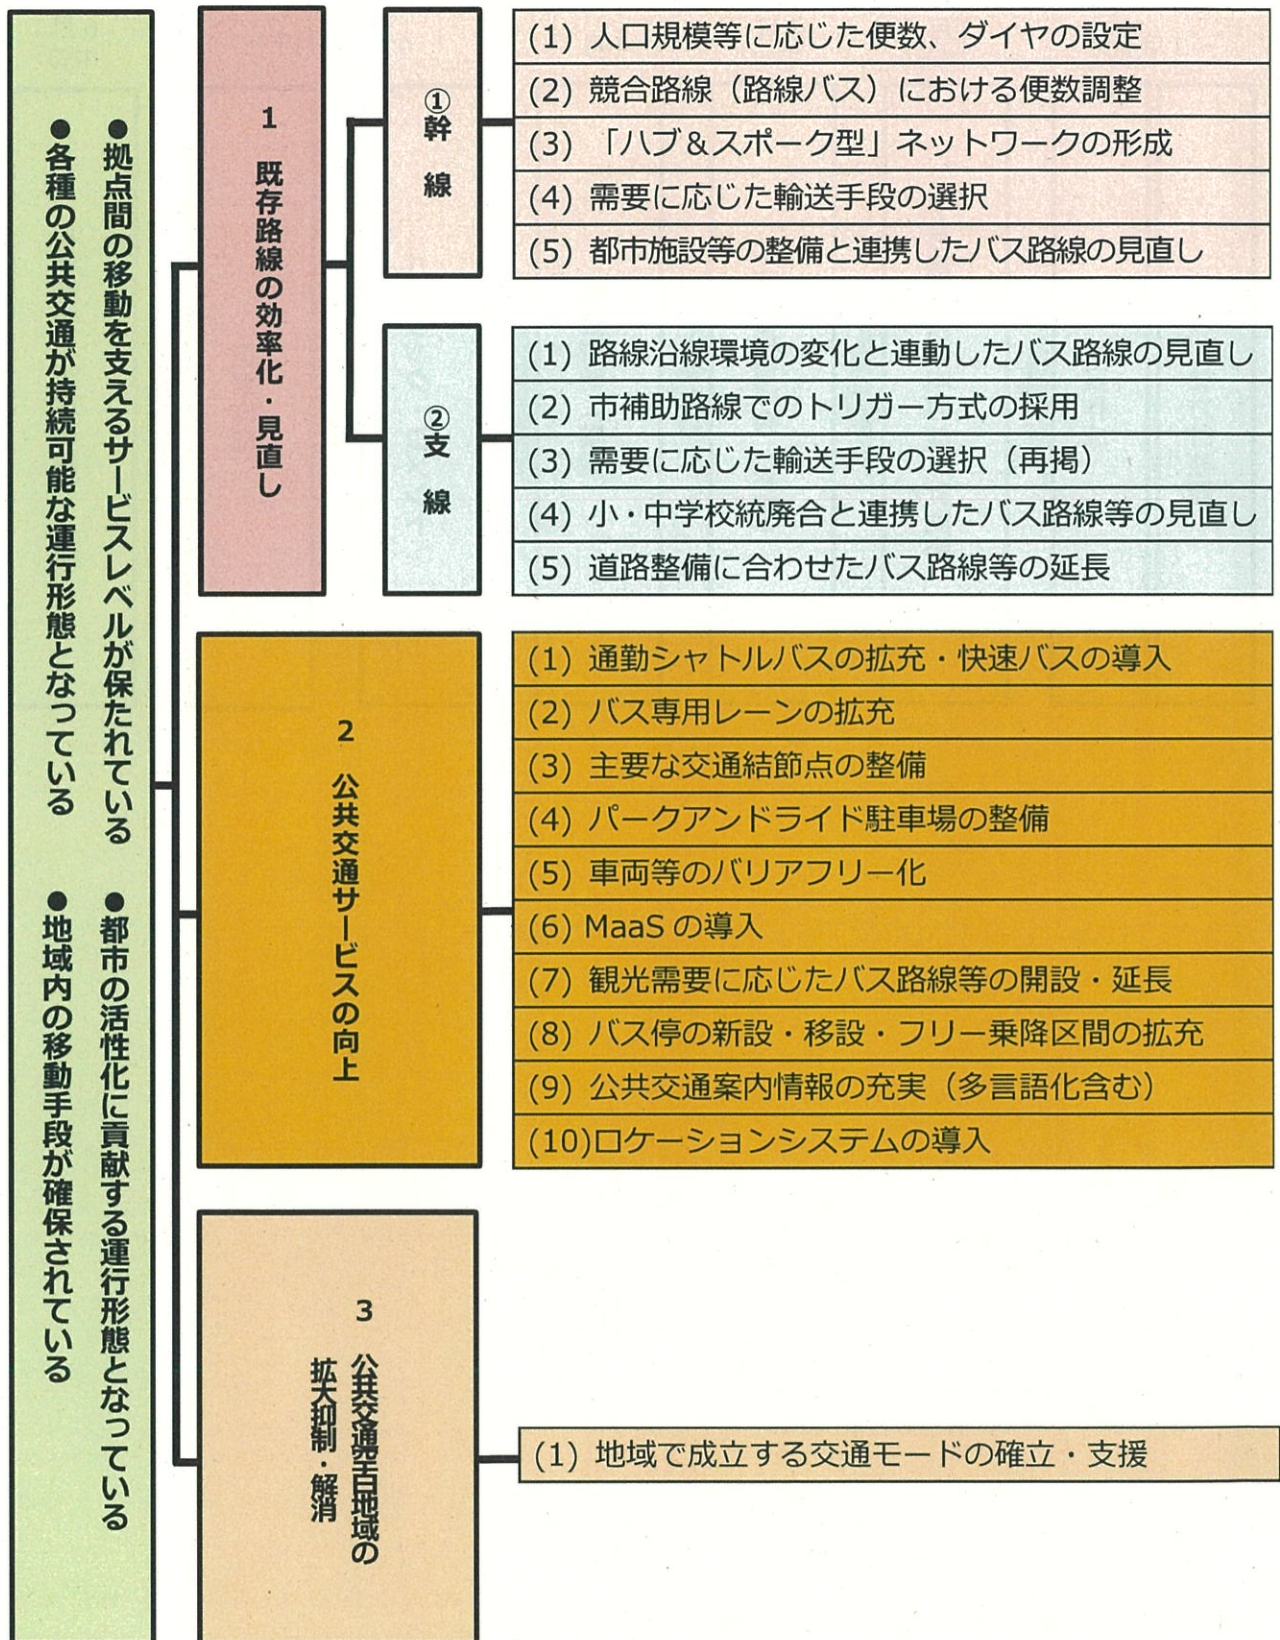 ●拠点間の移動を支えるサービスレベルが保たれている
●都市の活性化に貢献する運行形態となっている
●各種の公共交通が持続可能な運行形態となっている
●地域内の移動手段が確保されている
1 既存路線の効率化・見直し
①幹 線
(1) 人口規模等に応じた便数、ダイヤの設定
(2) 競合路線（路線バス）における便数調整
(3) 「ハブ＆スポーク型」ネットワークの形成
(4) 需要に応じた輸送手段の選択
(5) 都市施設等の整備と連携したバス路線の見直し
②支 線
(1) 路線沿線環境の変化と連動したバス路線の見直し
(2) 市補助路線でのトリガー方式の採用
(3) 需要に応じた輸送手段の選択（再掲）
(4) 小・中学校統廃合と連携したバス路線等の見直し
(5) 道路整備に合わせたバス路線等の延長
2 公共交通サービスの向上
(1) 通勤シャトルバスの拡充・快速バスの導入
(2) バス専用レーンの拡充
(3) 主要な交通結節点の整備
(4) パークアンドライド駐車場の整備
(5) 車両等のバリアフリー化
(6) MaaS の導入
(7) 観光需要に応じたバス路線等の開設・延長
(8) バス停の新設・移設・フリー乗降区間の拡充
(9) 公共交通案内情報の充実（多言語化含む）
(10)ロケーションシステムの導入
3 公共交通空白地域の
拡大抑制・解消
(1) 地域で成立する交通モードの確立・支援